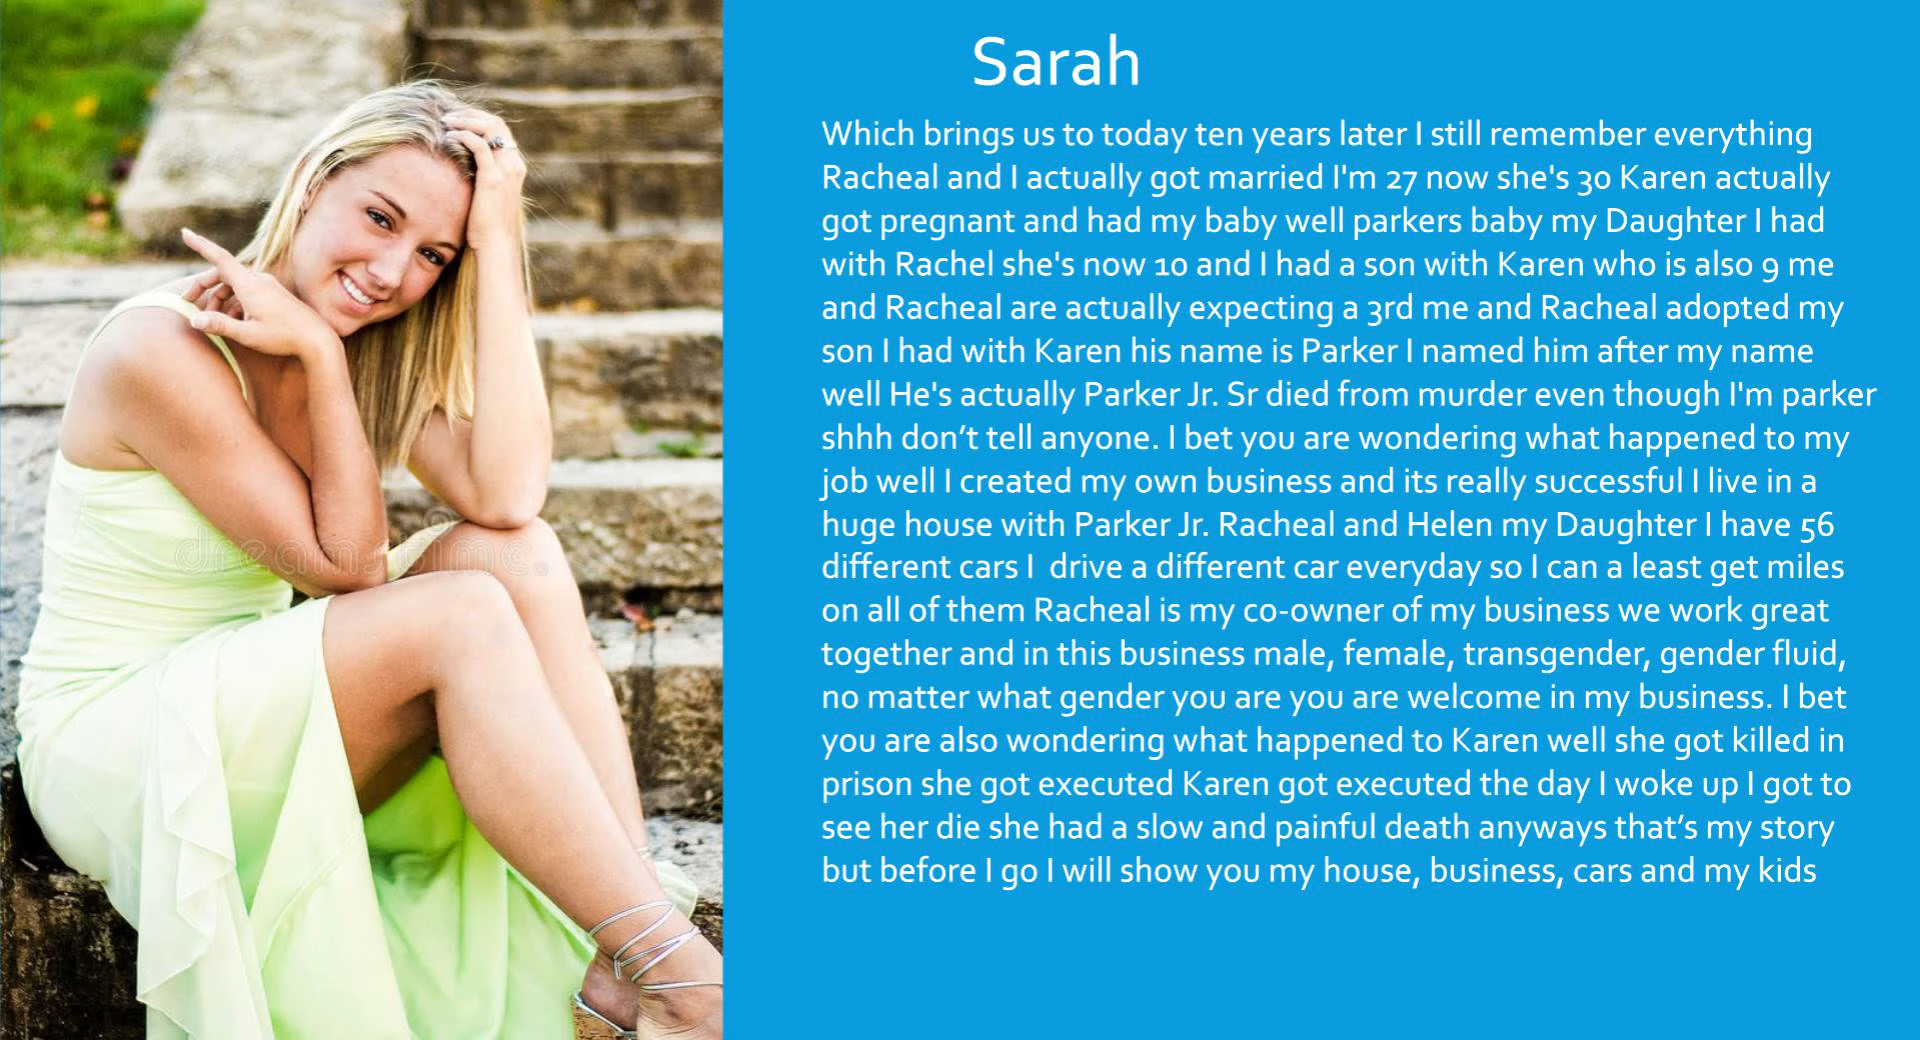 Sarah
Which brings us to today ten years later I still remember everything
Racheal and I actually got married I'm 27 now she's 30 Karen actually
got pregnant and had my baby well parkers baby my Daughter I had
with Rachel she's now 10 and I had a son with Karen who is also 9 me
and Racheal are actually expecting a 3rd me and Racheal adopted my
son I had with Karen his name is Parker I named him after my name
well He's actually Parker Jr. Sr died from murder even though I'm parker
shhh don’t tell anyone. I bet you are wondering what happened to my
job well I created my own business and its really successful I live in a
huge house with Parker Jr. Racheal and Helen my Daughter I have 56
different cars I  drive a different car everyday so I can a least get miles
on all of them Racheal is my co-owner of my business we work great
together and in this business male, female, transgender, gender fluid,
no matter what gender you are you are welcome in my business. I bet
you are also wondering what happened to Karen well she got killed in
prison she got executed Karen got executed the day I woke up I got to
see her die she had a slow and painful death anyways that’s my story
but before I go I will show you my house, business, cars and my kids
dreamstime.